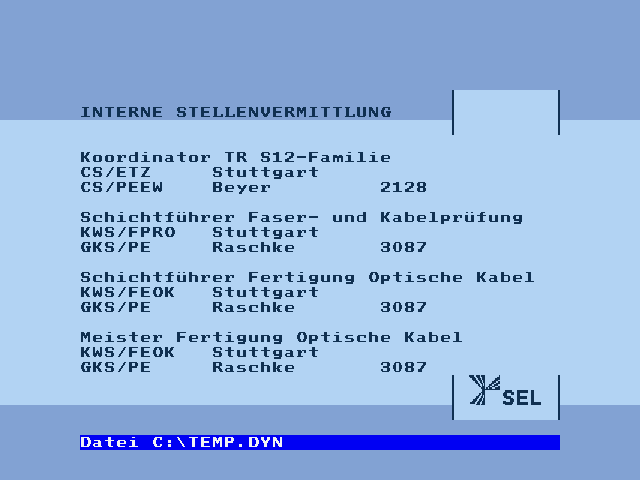 INTERNE STELLENVERMITTLUNG
Koordinator TR S12-Familie
CS/ETZ Stuttgart
CS/PEEW Beyer 2128
Schichtführer Faser- und Kabelprüfung
KWS/FPRO Stuttgart
GKS/PE Raschke 3087
Schichtführer Fertigung Optische Kabel
KWS/FEOK Stuttgart
GKS/PE Raschke 3087
Meister Fertigung Optische Kabel
KWS/FEOK Stuttgart
GKS/PE Raschke 3087
SEL
Datei C:\TEMP.DYN